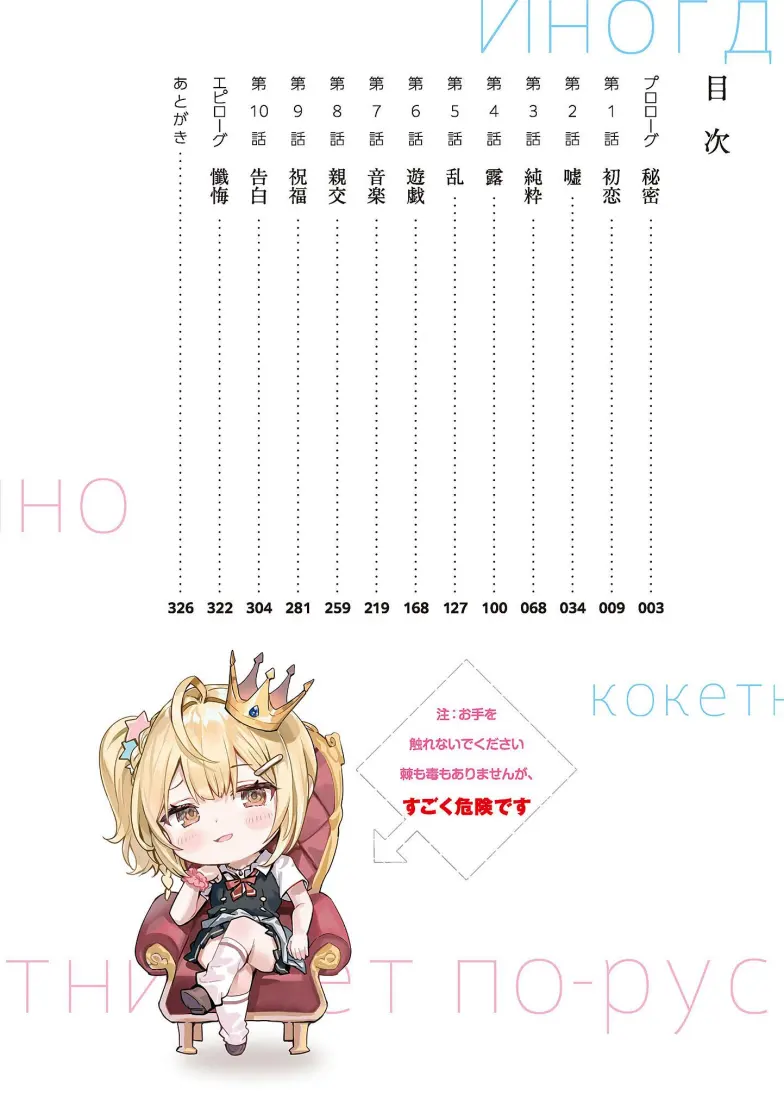 Иногд
目次
プロローグ 秘密 003
第1話 初恋 009
第2話 嘘 034
第3話 純粋 068
第4話 露 100
第5話 乱 127
第6話 遊戯 168
第7話 音楽 219
第8話 親交 259
第9話 祝福 281
第10話 告白 304
エピローグ 懺悔 322
あとがき 326
но
кокетн
注：お手を
触れないでください
棘も毒もありませんが、
すごく危険です
тни ет по-рус